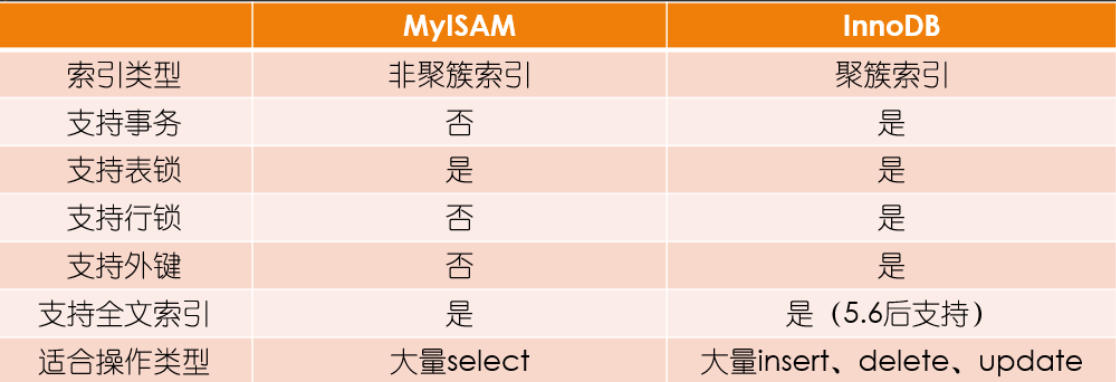 MyISAM InnoDB
索引类型 非聚簇索引 聚簇索引
支持事务 否 是
支持表锁 是 是
支持行锁 否 是
支持外键 否 是
支持全文索引 是 是（5.6后支持）
适合操作类型 大量select 大量insert、delete、update